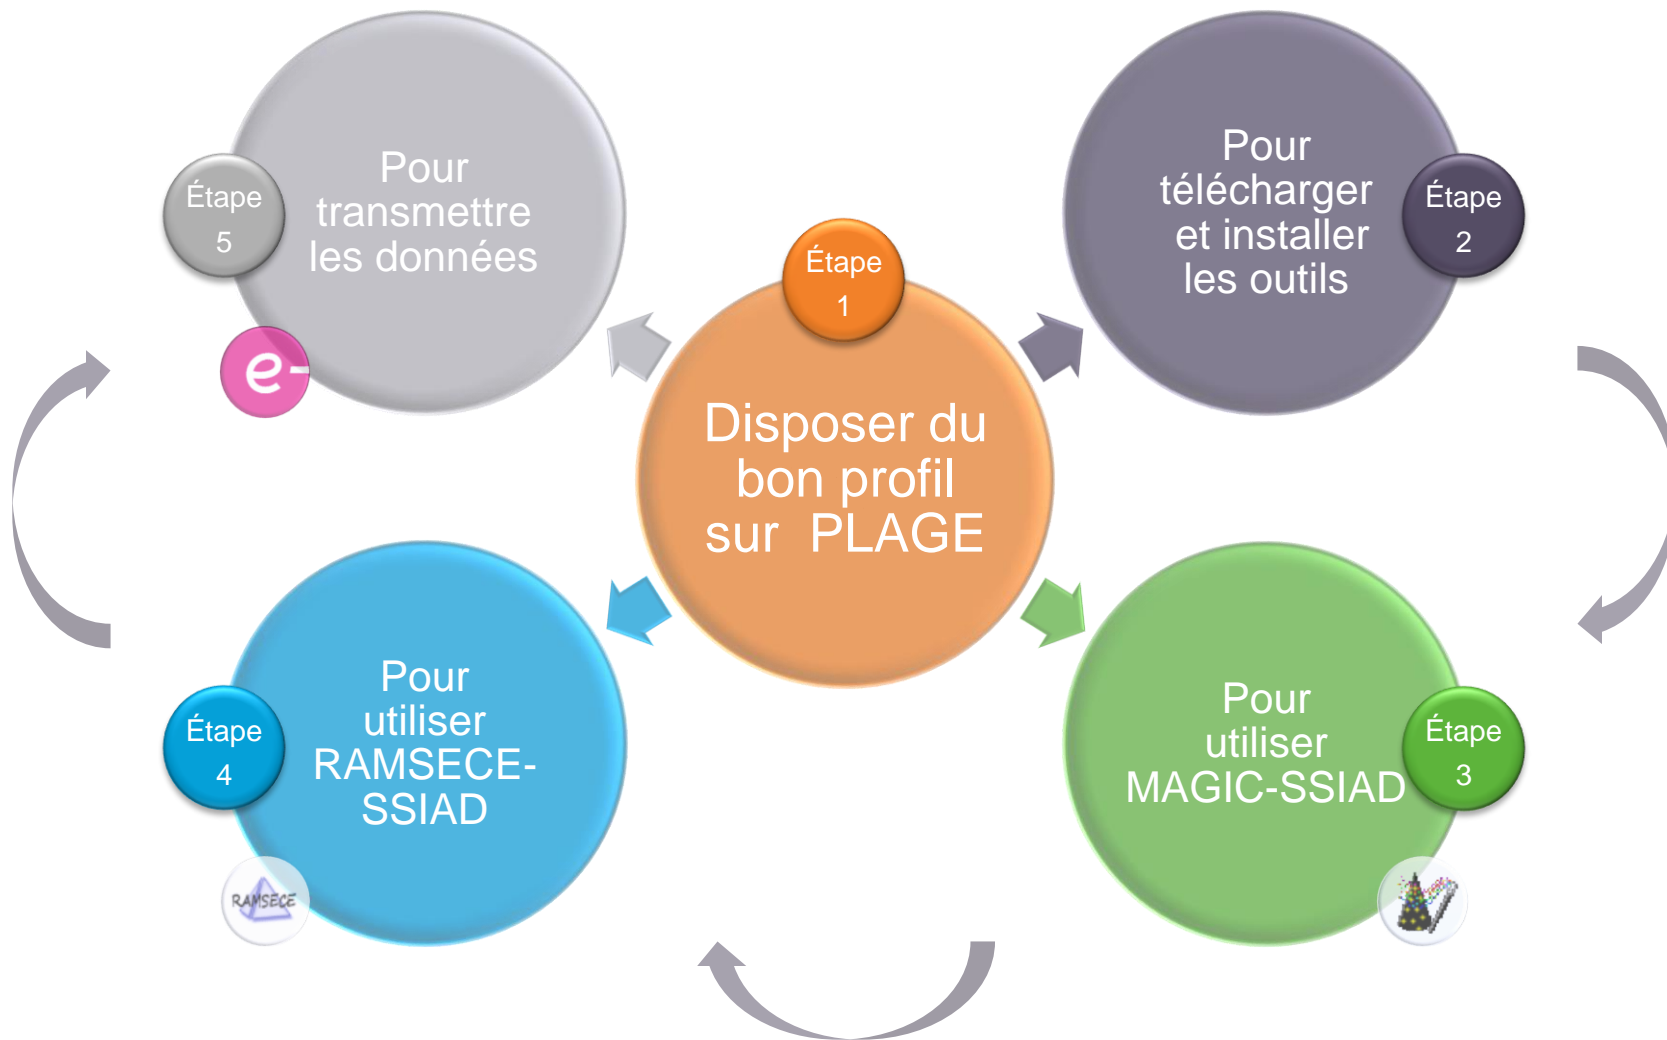 Étape
1
Disposer du
bon profil
sur PLAGE
Étape
2
Pour
télécharger
et installer
les outils
Étape
3
Pour
utiliser
MAGIC-SSIAD
Étape
4
Pour
utiliser
RAMSECE-
SSIAD
RAMSECE
Étape
5
Pour
transmettre
les données
e-